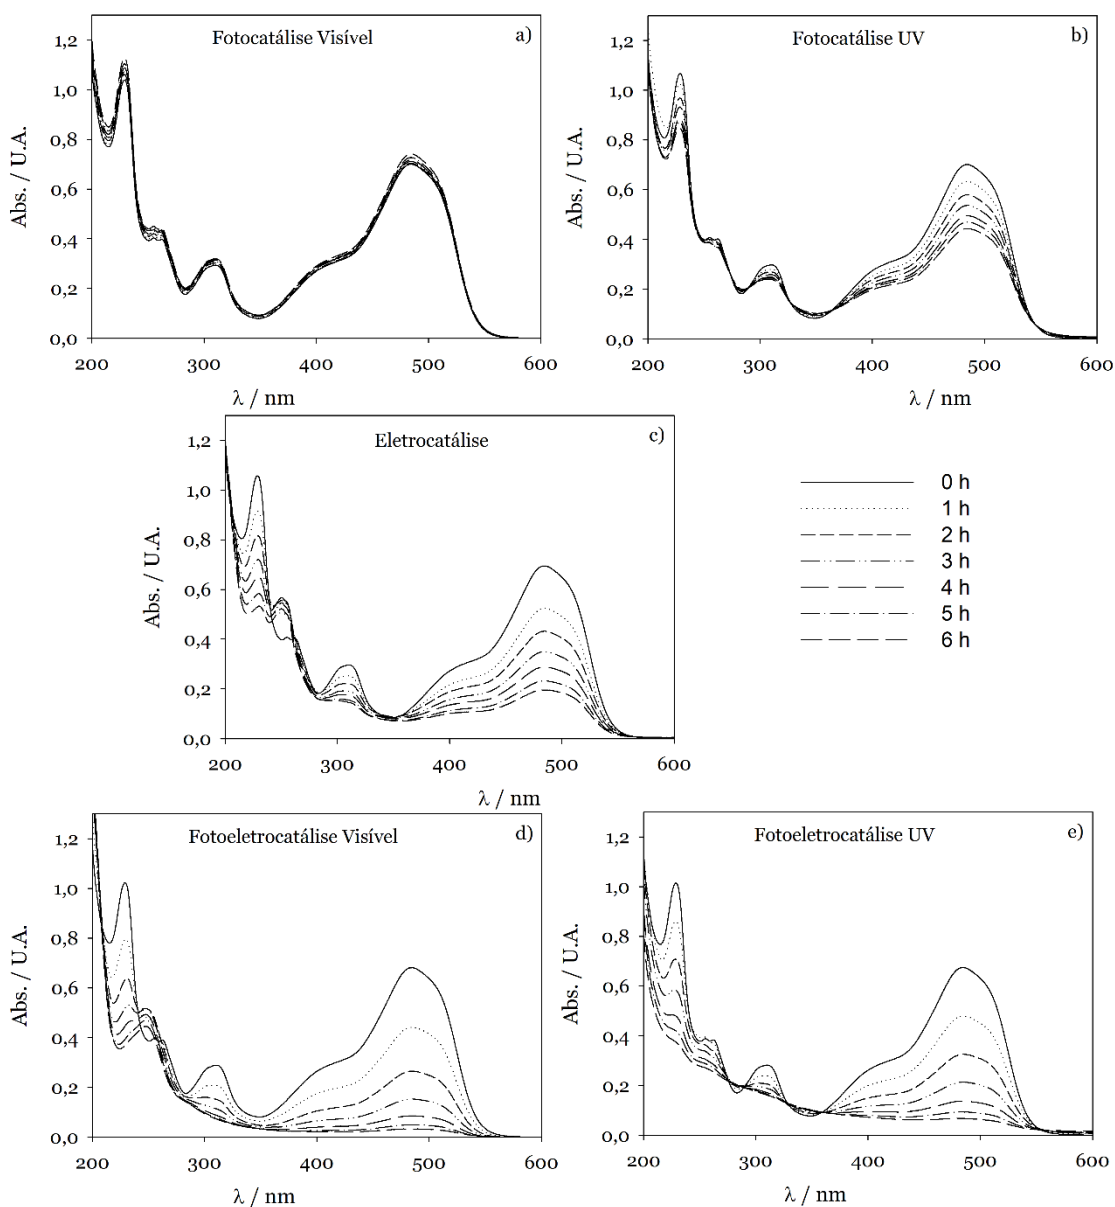 Fotocatálise Visível
a)
1,2
1,0
0,8
0,6
0,4
0,2
0,0
Abs. / U.A.
200 300 400 500 600
λ / nm
Fotocatálise UV
b)
1,2
1,0
0,8
0,6
0,4
0,2
0,0
Abs. / U.A.
200 300 400 500 600
λ / nm
Eletrocatálise
c)
1,2
1,0
0,8
0,6
0,4
0,2
0,0
Abs. / U.A.
200 300 400 500 600
λ / nm
0 h
1 h
2 h
3 h
4 h
5 h
6 h
Fotoeletrocatálise Visível
d)
1,2
1,0
0,8
0,6
0,4
0,2
0,0
Abs. / U.A.
200 300 400 500 600
λ / nm
Fotoeletrocatálise UV
e)
1,2
1,0
0,8
0,6
0,4
0,2
0,0
Abs. / U.A.
200 300 400 500 600
λ / nm